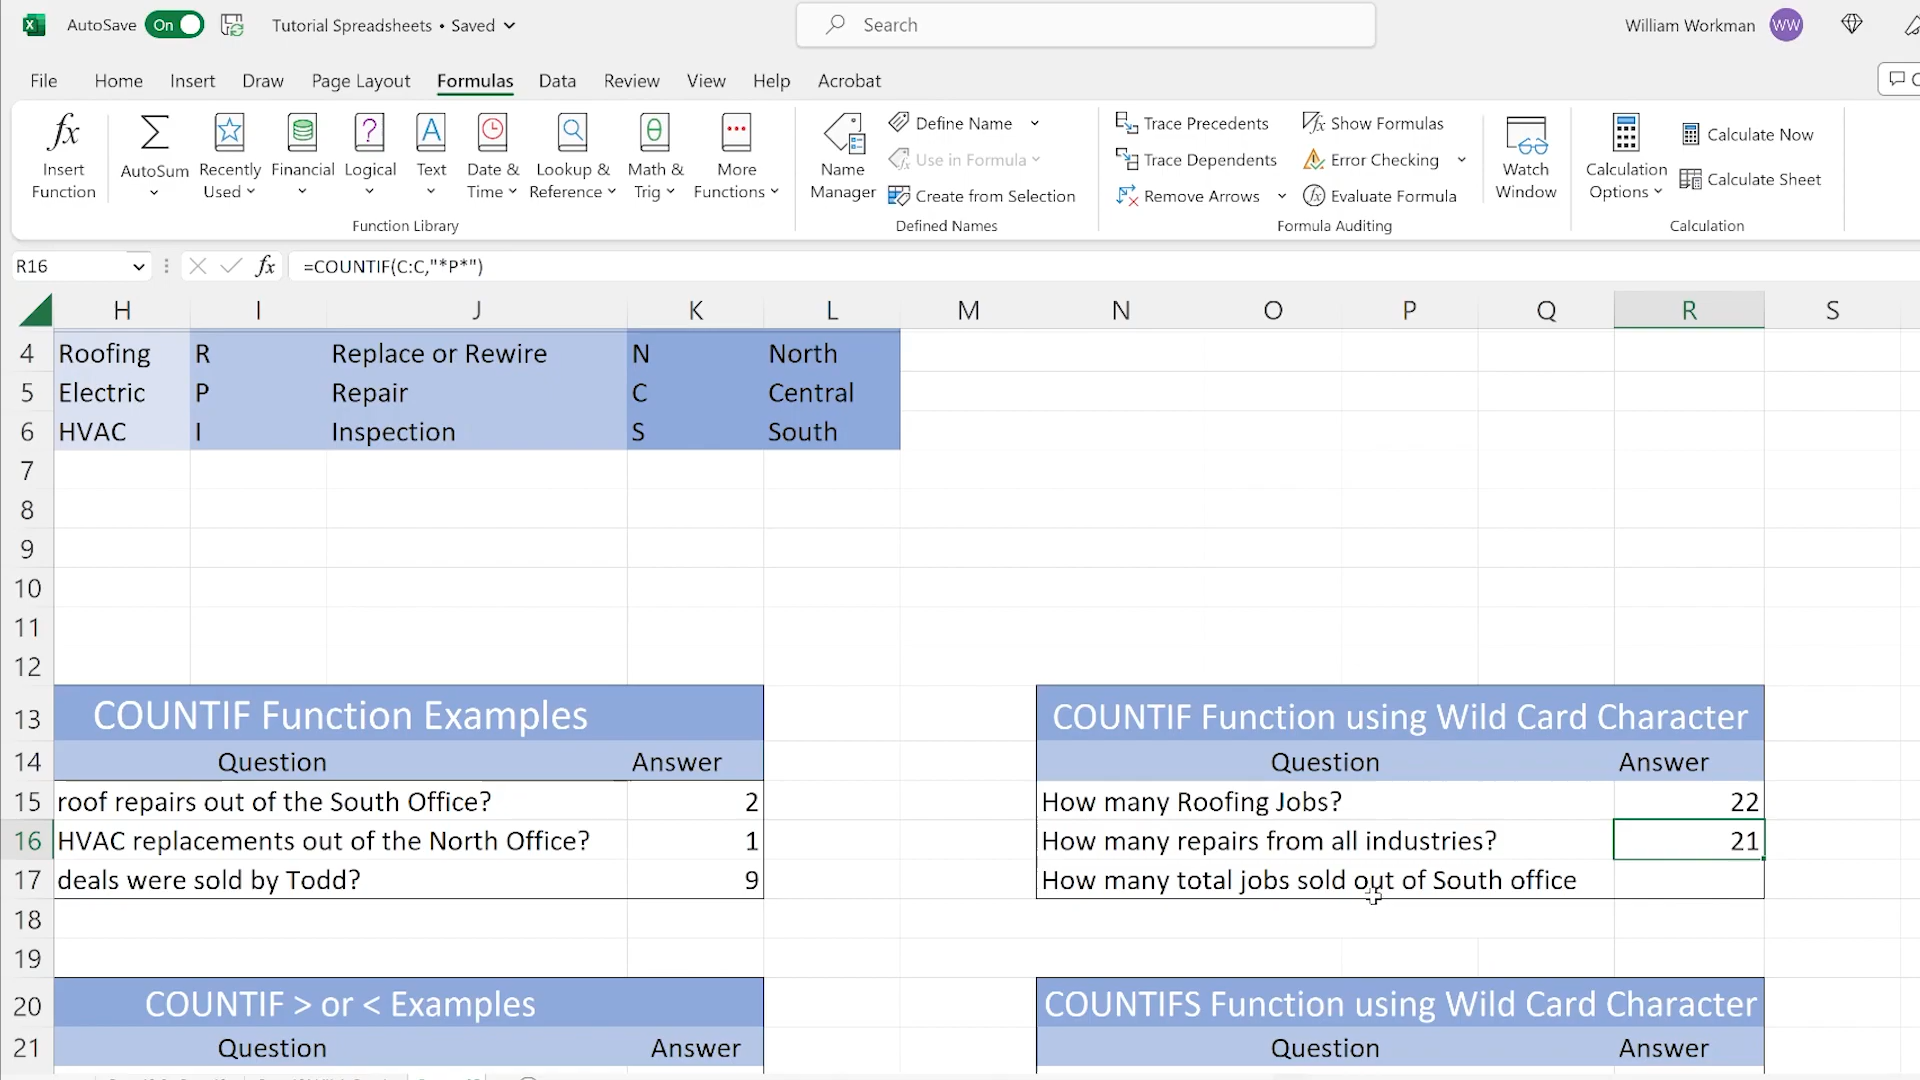 AutoSave On Tutorial Spreadsheets • Saved Search William Workman WW
File Home Insert Draw Page Layout Formulas Data Review View Help Acrobat
fx Insert Function
AutoSum
Recently Used
Financial
Logical
Text
Date & Time
Lookup & Reference
Math & Trig
More Functions
Function Library
Name Manager
Define Name
Use in Formula
Create from Selection
Defined Names
Trace Precedents
Trace Dependents
Remove Arrows
Show Formulas
Error Checking
Evaluate Formula
Formula Auditing
Watch Window
Calculation Options
Calculate Now
Calculate Sheet
Calculation
R16 fx =COUNTIF(C:C,"*P*")
H I J K L M N O P Q R S
4 Roofing R Replace or Rewire N North
5 Electric P Repair C Central
6 HVAC I Inspection S South
7
8
9
10
11
12
13 COUNTIF Function Examples COUNTIF Function using Wild Card Character
14 Question Answer Question Answer
15 roof repairs out of the South Office? 2 How many Roofing Jobs? 22
16 HVAC replacements out of the North Office? 1 How many repairs from all industries? 21
17 deals were sold by Todd? 9 How many total jobs sold out of South office
18
19
20 COUNTIF > or < Examples COUNTIFS Function using Wild Card Character
21 Question Answer Question Answer